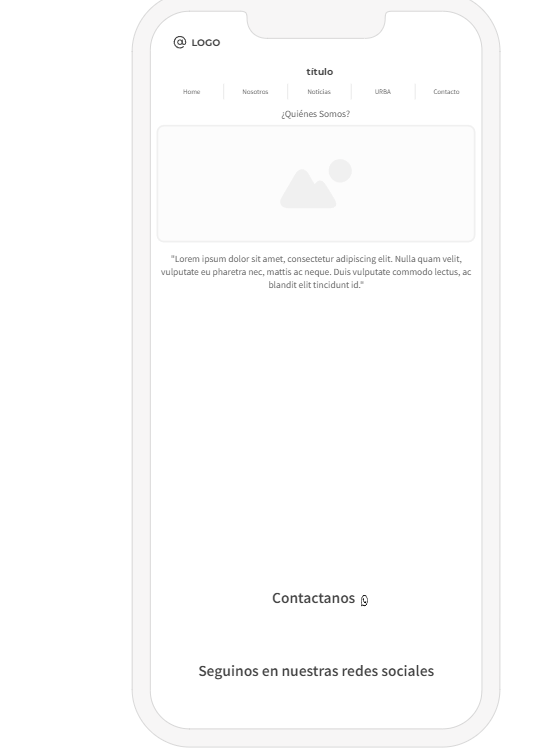 LOGO
título
Home Nosotros Noticias URBA Contacto
¿Quiénes Somos?
"Lorem ipsum dolor sit amet, consectetur adipiscing elit. Nulla quam velit,
vulputate eu pharetra nec, mattis ac neque. Duis vulputate commodo lectus, ac
blandit elit tincidunt id."
Contactanos
Seguinos en nuestras redes sociales